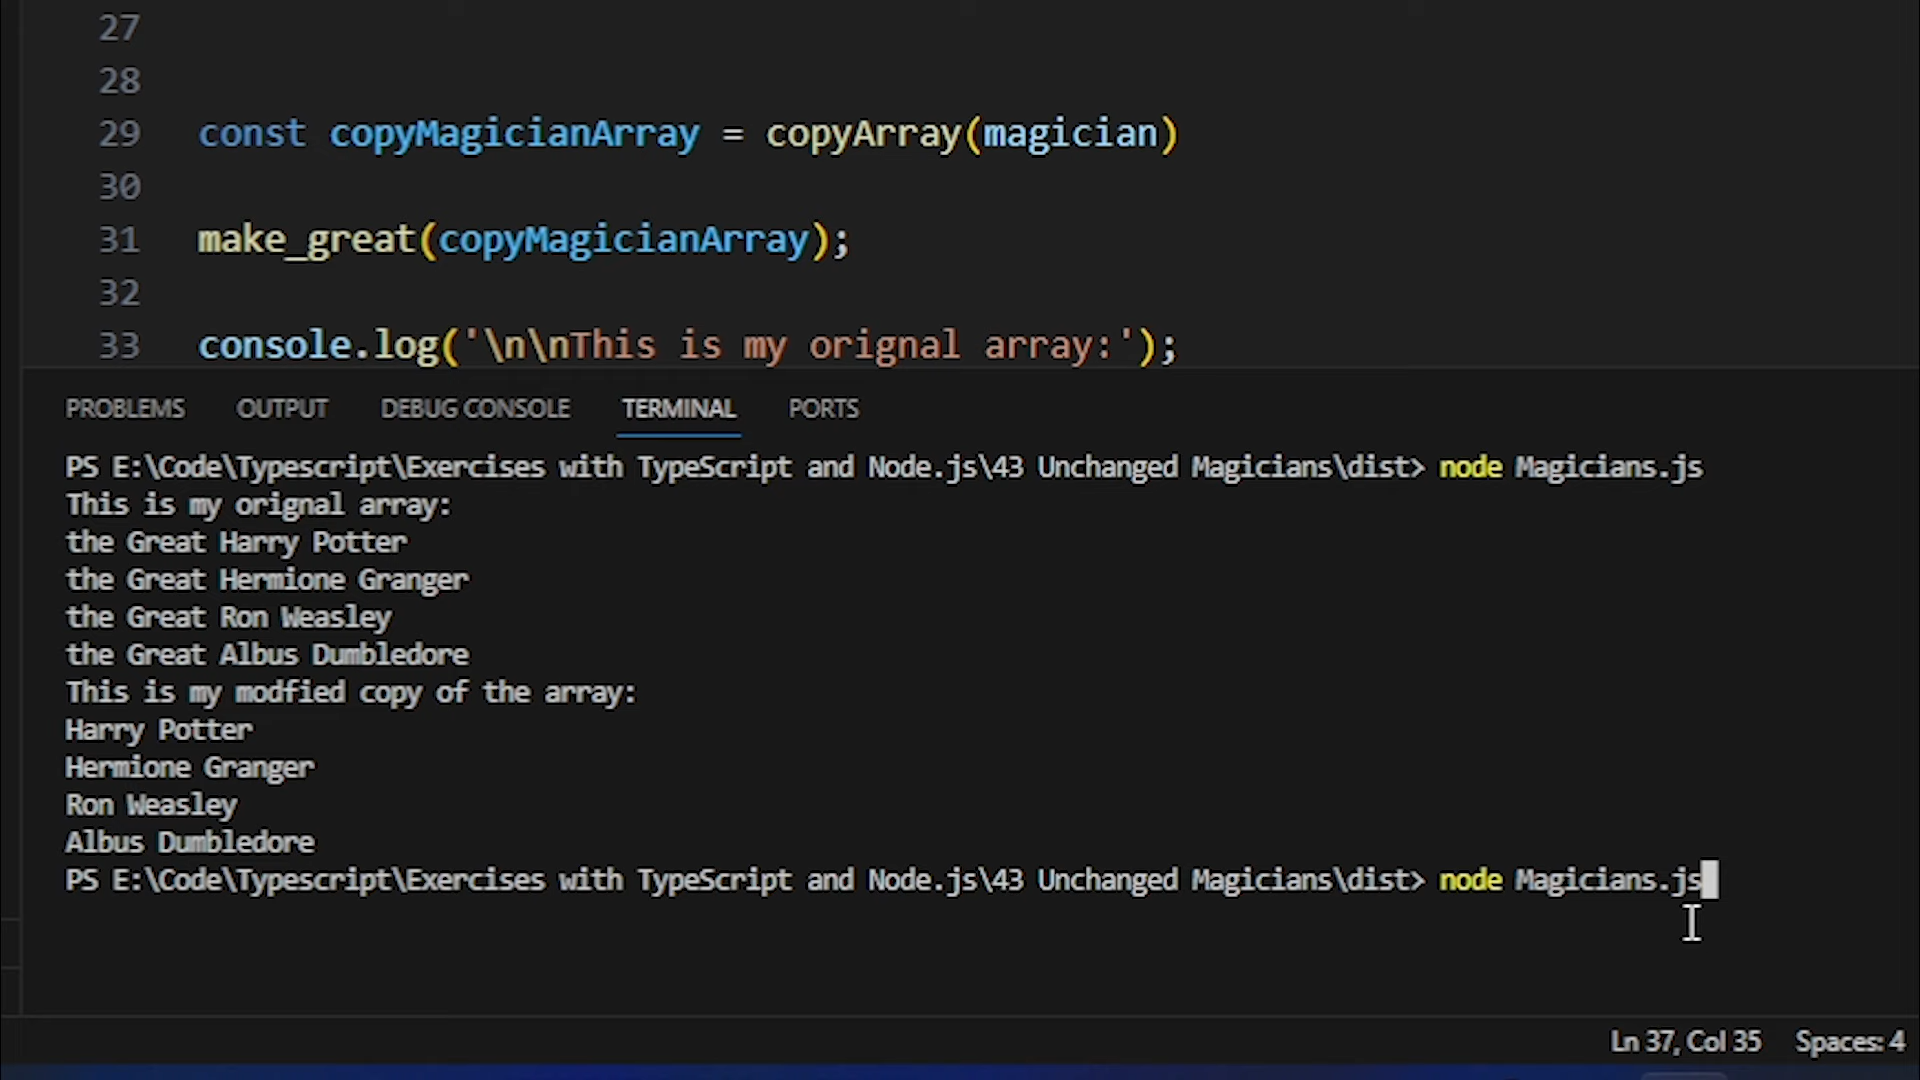 27
28
29 const copyMagicianArray = copyArray(magician)
30
31 make_great(copyMagicianArray);
32
33 console.log('\n\nThis is my orignal array:');
PROBLEMS OUTPUT DEBUG CONSOLE TERMINAL PORTS
PS E:\Code\Typescript\Exercises with TypeScript and Node.js\43 Unchanged Magicians\dist> node Magicians.js
This is my orignal array:
the Great Harry Potter
the Great Hermione Granger
the Great Ron Weasley
the Great Albus Dumbledore
This is my modfied copy of the array:
Harry Potter
Hermione Granger
Ron Weasley
Albus Dumbledore
PS E:\Code\Typescript\Exercises with TypeScript and Node.js\43 Unchanged Magicians\dist> node Magicians.js
Ln 37, Col 35 Spaces: 4